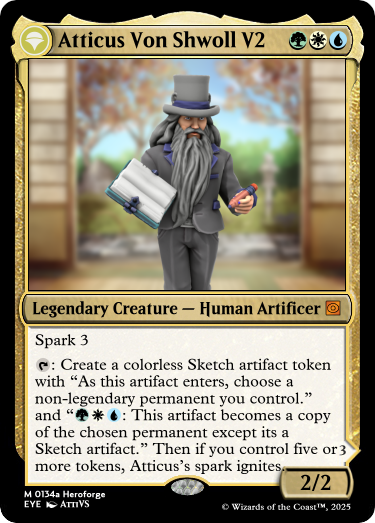 Atticus Von Shwoll V2
Legendary Creature — Human Artificer
Spark 3
: Create a colorless Sketch artifact token
with “As this artifact enters, choose a
non-legendary permanent you control.”
and “: This artifact becomes a copy
of the chosen permanent except its a
Sketch artifact.” Then if you control five or
more tokens, Atticus’s spark ignites.
3
2/2
M 0134a Heroforge
EYE AttiVS
© Wizards of the Coast™, 2025